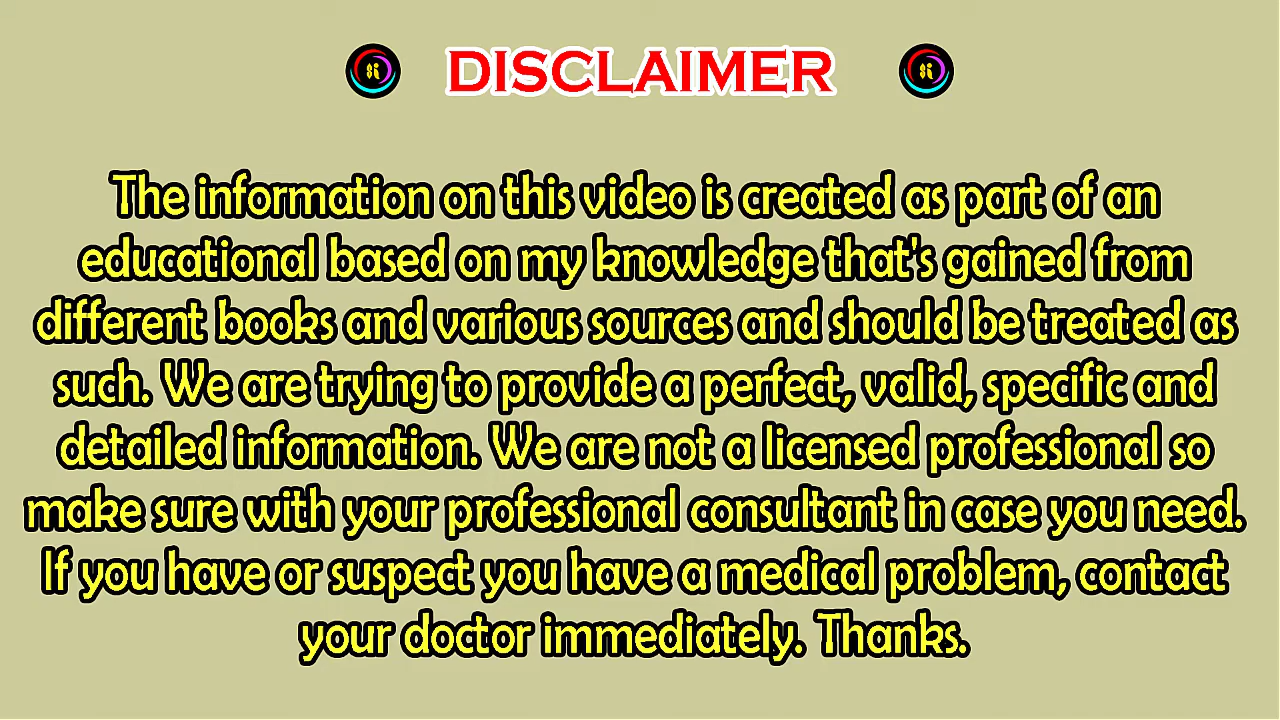 DISCLAIMER
The information on this video is created as part of an
educational based on my knowledge that's gained from
different books and various sources and should be treated as
such. We are trying to provide a perfect, valid, specific and
detailed information. We are not a licensed professional so
make sure with your professional consultant in case you need.
If you have or suspect you have a medical problem, contact
your doctor immediately. Thanks.